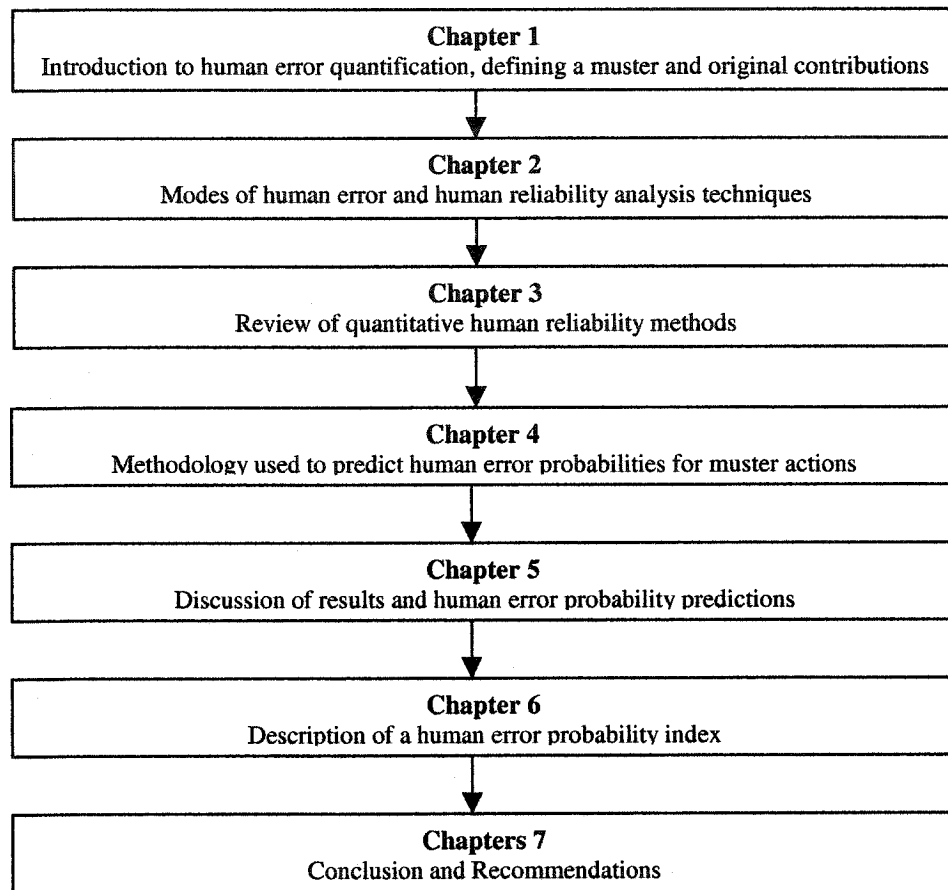 Chapter 1
Introduction to human error quantification, defining a muster and original contributions
Chapter 2
Modes of human error and human reliability analysis techniques
Chapter 3
Review of quantitative human reliability methods
Chapter 4
Methodology used to predict human error probabilities for muster actions
Chapter 5
Discussion of results and human error probability predictions
Chapter 6
Description of a human error probability index
Chapters 7
Conclusion and Recommendations